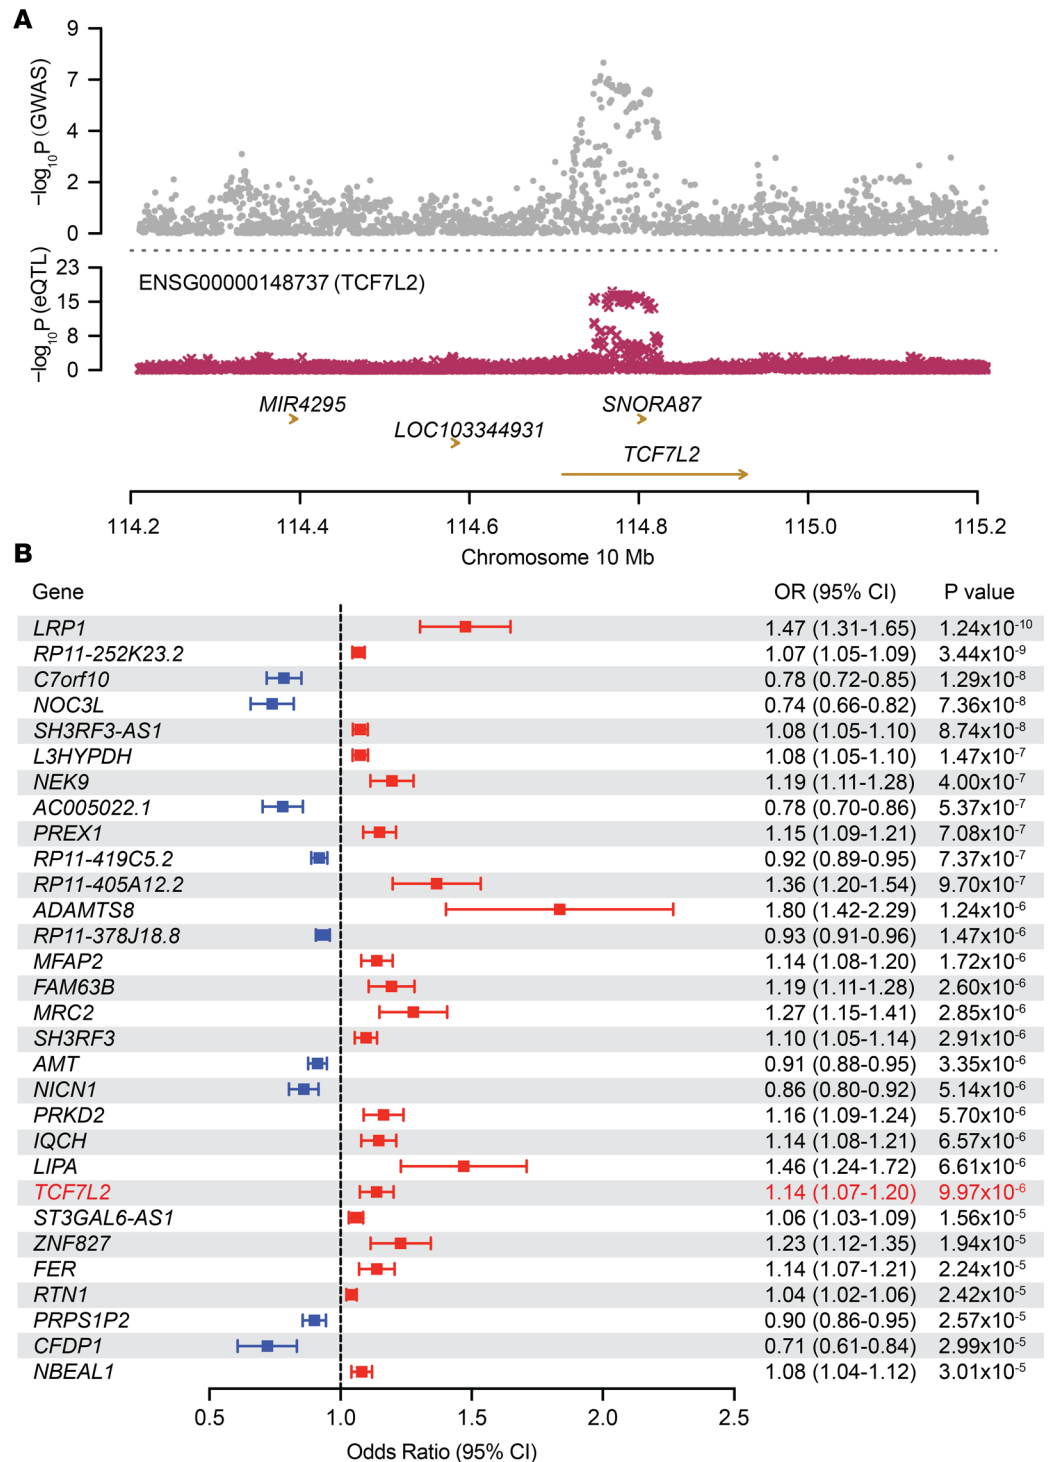 A
9
7
4
2
0
−log10P (GWAS)
23
15
8
0
−log10P (eQTL)
ENSG00000148737 (TCF7L2)
MIR4295
SNORA87
LOC103344931
TCF7L2
114.2 114.4 114.6 114.8 115.0 115.2
Chromosome 10 Mb
B
Gene OR (95% CI) P value
LRP1 1.47 (1.31-1.65) 1.24x10-10
RP11-252K23.2 1.07 (1.05-1.09) 3.44x10-9
C7orf10 0.78 (0.72-0.85) 1.29x10-8
NOC3L 0.74 (0.66-0.82) 7.36x10-8
SH3RF3-AS1 1.08 (1.05-1.10) 8.74x10-8
L3HYPDH 1.08 (1.05-1.10) 1.47x10-7
NEK9 1.19 (1.11-1.28) 4.00x10-7
AC005022.1 0.78 (0.70-0.86) 5.37x10-7
PREX1 1.15 (1.09-1.21) 7.08x10-7
RP11-419C5.2 0.92 (0.89-0.95) 7.37x10-7
RP11-405A12.2 1.36 (1.20-1.54) 9.70x10-7
ADAMTS8 1.80 (1.42-2.29) 1.24x10-6
RP11-378J18.8 0.93 (0.91-0.96) 1.47x10-6
MFAP2 1.14 (1.08-1.20) 1.72x10-6
FAM63B 1.19 (1.11-1.28) 2.60x10-6
MRC2 1.27 (1.15-1.41) 2.85x10-6
SH3RF3 1.10 (1.05-1.14) 2.91x10-6
AMT 0.91 (0.88-0.95) 3.35x10-6
NICN1 0.86 (0.80-0.92) 5.14x10-6
PRKD2 1.16 (1.09-1.24) 5.70x10-6
IQCH 1.14 (1.08-1.21) 6.57x10-6
LIPA 1.46 (1.24-1.72) 6.61x10-6
TCF7L2 1.14 (1.07-1.20) 9.97x10-6
ST3GAL6-AS1 1.06 (1.03-1.09) 1.56x10-5
ZNF827 1.23 (1.12-1.35) 1.94x10-5
FER 1.14 (1.07-1.21) 2.24x10-5
RTN1 1.04 (1.02-1.06) 2.42x10-5
PRPS1P2 0.90 (0.86-0.95) 2.57x10-5
CFDP1 0.71 (0.61-0.84) 2.99x10-5
NBEAL1 1.08 (1.04-1.12) 3.01x10-5
0.5 1.0 1.5 2.0 2.5
Odds Ratio (95% CI)